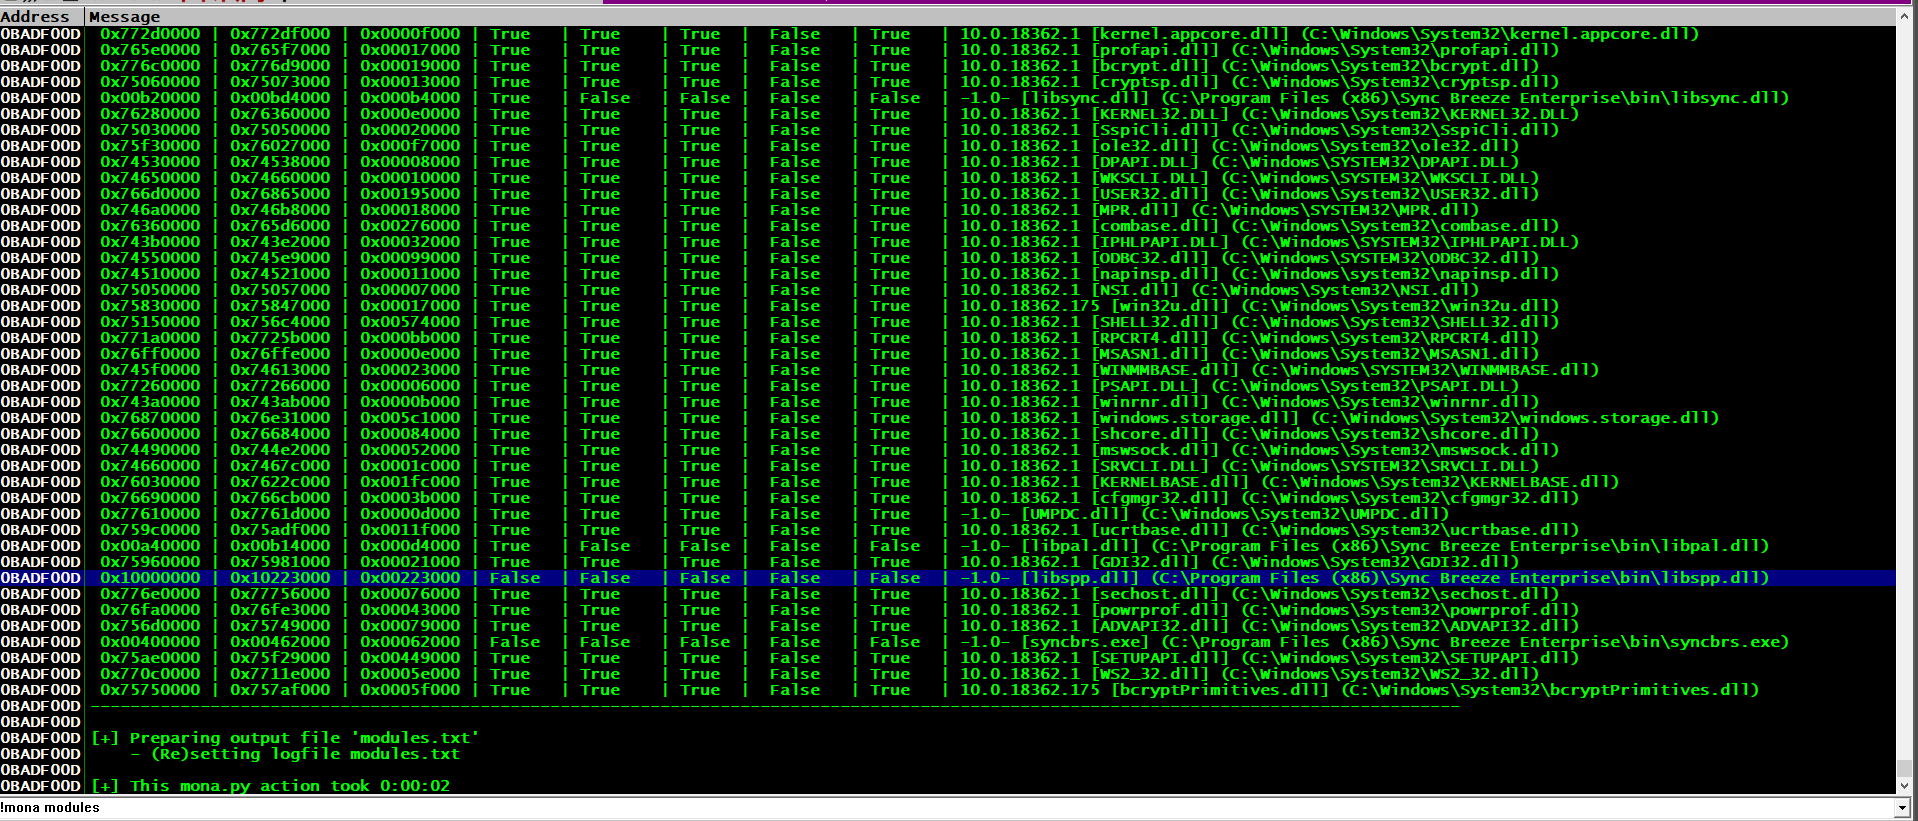 Address Message
0BADF00D 0x772d0000 | 0x772df000 | 0x0000f000 | True | True | True | False | True | 10.0.18362.1 [kernel.appcore.dll] (C:\Windows\System32\kernel.appcore.dll)
0BADF00D 0x765e0000 | 0x765f7000 | 0x00017000 | True | True | True | False | True | 10.0.18362.1 [profapi.dll] (C:\Windows\System32\profapi.dll)
0BADF00D 0x776c0000 | 0x776d9000 | 0x00019000 | True | True | True | False | True | 10.0.18362.1 [bcrypt.dll] (C:\Windows\System32\bcrypt.dll)
0BADF00D 0x75060000 | 0x75073000 | 0x00013000 | True | True | True | False | True | 10.0.18362.1 [cryptsp.dll] (C:\Windows\System32\cryptsp.dll)
0BADF00D 0x00b20000 | 0x00bd4000 | 0x000b4000 | True | False | False | False | False | -1.0- [libsync.dll] (C:\Program Files (x86)\Sync Breeze Enterprise\bin\libsync.dll)
0BADF00D 0x76280000 | 0x76360000 | 0x000e0000 | True | True | True | False | True | 10.0.18362.1 [KERNEL32.DLL] (C:\Windows\System32\KERNEL32.DLL)
0BADF00D 0x75030000 | 0x75050000 | 0x00020000 | True | True | True | False | True | 10.0.18362.1 [SspiCli.dll] (C:\Windows\System32\SspiCli.dll)
0BADF00D 0x75f30000 | 0x76027000 | 0x000f7000 | True | True | True | False | True | 10.0.18362.1 [ole32.dll] (C:\Windows\System32\ole32.dll)
0BADF00D 0x74530000 | 0x74538000 | 0x00008000 | True | True | True | False | True | 10.0.18362.1 [DPAPI.DLL] (C:\Windows\SYSTEM32\DPAPI.DLL)
0BADF00D 0x74650000 | 0x74660000 | 0x00010000 | True | True | True | False | True | 10.0.18362.1 [WKSCLI.DLL] (C:\Windows\SYSTEM32\WKSCLI.DLL)
0BADF00D 0x766d0000 | 0x76865000 | 0x00195000 | True | True | True | False | True | 10.0.18362.1 [USER32.dll] (C:\Windows\System32\USER32.dll)
0BADF00D 0x746a0000 | 0x746b8000 | 0x00018000 | True | True | True | False | True | 10.0.18362.1 [MPR.dll] (C:\Windows\SYSTEM32\MPR.dll)
0BADF00D 0x76360000 | 0x765d6000 | 0x00276000 | True | True | True | False | True | 10.0.18362.1 [combase.dll] (C:\Windows\System32\combase.dll)
0BADF00D 0x743b0000 | 0x743e2000 | 0x00032000 | True | True | True | False | True | 10.0.18362.1 [IPHLPAPI.DLL] (C:\Windows\SYSTEM32\IPHLPAPI.DLL)
0BADF00D 0x74550000 | 0x745e9000 | 0x00099000 | True | True | True | False | True | 10.0.18362.1 [ODBC32.dll] (C:\Windows\SYSTEM32\ODBC32.dll)
0BADF00D 0x74510000 | 0x74521000 | 0x00011000 | True | True | True | False | True | 10.0.18362.1 [napinsp.dll] (C:\Windows\system32\napinsp.dll)
0BADF00D 0x75050000 | 0x75057000 | 0x00007000 | True | True | True | False | True | 10.0.18362.1 [NSI.dll] (C:\Windows\System32\NSI.dll)
0BADF00D 0x75830000 | 0x75847000 | 0x00017000 | True | True | True | False | True | 10.0.18362.175 [win32u.dll] (C:\Windows\System32\win32u.dll)
0BADF00D 0x75150000 | 0x756c4000 | 0x00574000 | True | True | True | False | True | 10.0.18362.1 [SHELL32.dll] (C:\Windows\System32\SHELL32.dll)
0BADF00D 0x771a0000 | 0x7725b000 | 0x000bb000 | True | True | True | False | True | 10.0.18362.1 [RPCRT4.dll] (C:\Windows\System32\RPCRT4.dll)
0BADF00D 0x76ff0000 | 0x76ffe000 | 0x0000e000 | True | True | True | False | True | 10.0.18362.1 [MSASN1.dll] (C:\Windows\System32\MSASN1.dll)
0BADF00D 0x745f0000 | 0x74613000 | 0x00023000 | True | True | True | False | True | 10.0.18362.1 [WINMMBASE.dll] (C:\Windows\SYSTEM32\WINMMBASE.dll)
0BADF00D 0x77260000 | 0x77266000 | 0x00006000 | True | True | True | False | True | 10.0.18362.1 [PSAPI.DLL] (C:\Windows\System32\PSAPI.DLL)
0BADF00D 0x743a0000 | 0x743ab000 | 0x0000b000 | True | True | True | False | True | 10.0.18362.1 [winrnr.dll] (C:\Windows\System32\winrnr.dll)
0BADF00D 0x76870000 | 0x76e31000 | 0x005c1000 | True | True | True | False | True | 10.0.18362.1 [windows.storage.dll] (C:\Windows\System32\windows.storage.dll)
0BADF00D 0x76600000 | 0x76684000 | 0x00084000 | True | True | True | False | True | 10.0.18362.1 [shcore.dll] (C:\Windows\System32\shcore.dll)
0BADF00D 0x74490000 | 0x744e2000 | 0x00052000 | True | True | True | False | True | 10.0.18362.1 [mswsock.dll] (C:\Windows\System32\mswsock.dll)
0BADF00D 0x74660000 | 0x7467c000 | 0x0001c000 | True | True | True | False | True | 10.0.18362.1 [SRVCLI.DLL] (C:\Windows\SYSTEM32\SRVCLI.DLL)
0BADF00D 0x76030000 | 0x7622c000 | 0x001fc000 | True | True | True | False | True | 10.0.18362.1 [KERNELBASE.dll] (C:\Windows\System32\KERNELBASE.dll)
0BADF00D 0x76690000 | 0x766cb000 | 0x0003b000 | True | True | True | False | True | 10.0.18362.1 [cfgmgr32.dll] (C:\Windows\System32\cfgmgr32.dll)
0BADF00D 0x77610000 | 0x7761d000 | 0x0000d000 | True | True | True | False | True | -1.0- [UMPDC.dll] (C:\Windows\System32\UMPDC.dll)
0BADF00D 0x759c0000 | 0x75adf000 | 0x0011f000 | True | True | True | False | True | 10.0.18362.1 [ucrtbase.dll] (C:\Windows\System32\ucrtbase.dll)
0BADF00D 0x00a40000 | 0x00b14000 | 0x000d4000 | True | False | False | False | False | -1.0- [libpal.dll] (C:\Program Files (x86)\Sync Breeze Enterprise\bin\libpal.dll)
0BADF00D 0x75960000 | 0x75981000 | 0x00021000 | True | True | True | False | True | 10.0.18362.1 [GDI32.dll] (C:\Windows\System32\GDI32.dll)
0BADF00D 0x10000000 | 0x10223000 | 0x00223000 | False | False | False | False | False | -1.0- [libspp.dll] (C:\Program Files (x86)\Sync Breeze Enterprise\bin\libspp.dll)
0BADF00D 0x776e0000 | 0x77756000 | 0x00076000 | True | True | True | False | True | 10.0.18362.1 [sechost.dll] (C:\Windows\System32\sechost.dll)
0BADF00D 0x76fa0000 | 0x76fe3000 | 0x00043000 | True | True | True | False | True | 10.0.18362.1 [powrprof.dll] (C:\Windows\System32\powrprof.dll)
0BADF00D 0x756d0000 | 0x75749000 | 0x00079000 | True | True | True | False | True | 10.0.18362.1 [ADVAPI32.dll] (C:\Windows\System32\ADVAPI32.dll)
0BADF00D 0x00400000 | 0x00462000 | 0x00062000 | False | False | False | False | False | -1.0- [syncbrs.exe] (C:\Program Files (x86)\Sync Breeze Enterprise\bin\syncbrs.exe)
0BADF00D 0x75ae0000 | 0x75f29000 | 0x00449000 | True | True | True | False | True | 10.0.18362.1 [SETUPAPI.dll] (C:\Windows\System32\SETUPAPI.dll)
0BADF00D 0x770c0000 | 0x7711e000 | 0x0005e000 | True | True | True | False | True | 10.0.18362.1 [WS2_32.dll] (C:\Windows\System32\WS2_32.dll)
0BADF00D 0x75750000 | 0x757af000 | 0x0005f000 | True | True | True | False | True | 10.0.18362.175 [bcryptPrimitives.dll] (C:\Windows\System32\bcryptPrimitives.dll)
0BADF00D -----------------------------------------------------------------------------------------------------------------------------------------
0BADF00D
0BADF00D [+] Preparing output file 'modules.txt'
0BADF00D - (Re)setting logfile modules.txt
0BADF00D
0BADF00D [+] This mona.py action took 0:00:02
!mona modules